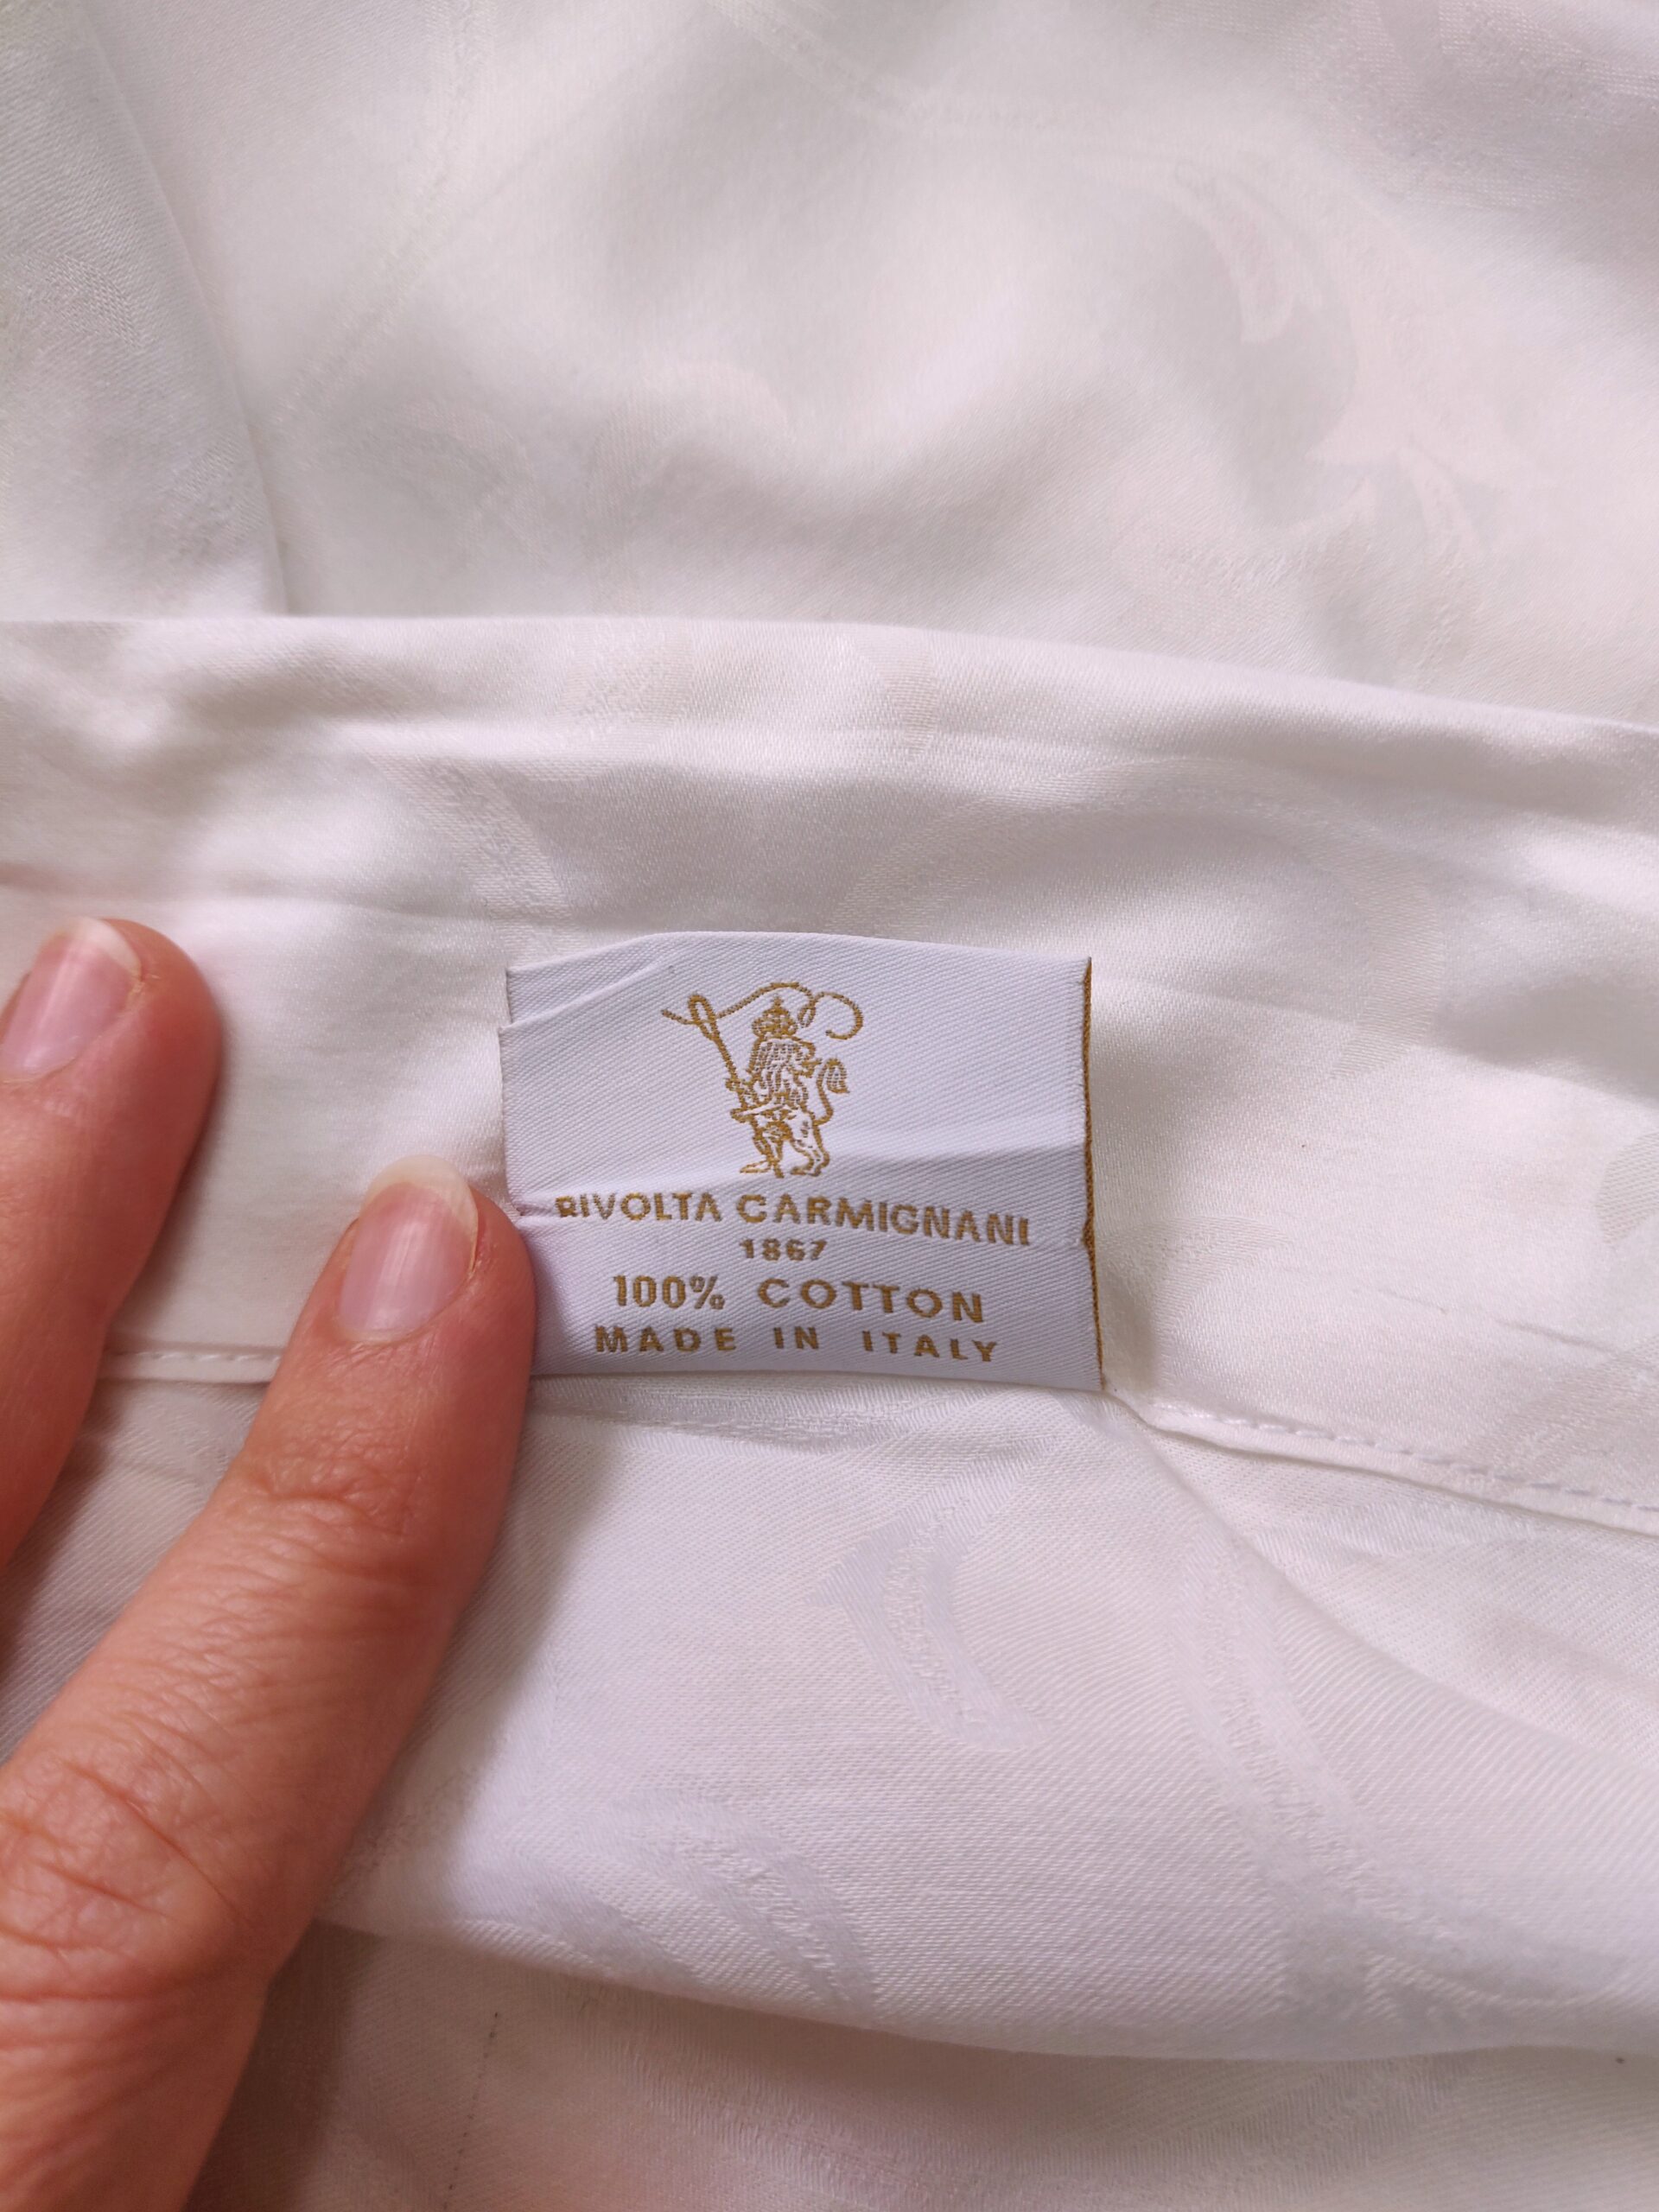 RIVOLTA CARMIGNANI
1867
100% COTTON
MADE IN ITALY